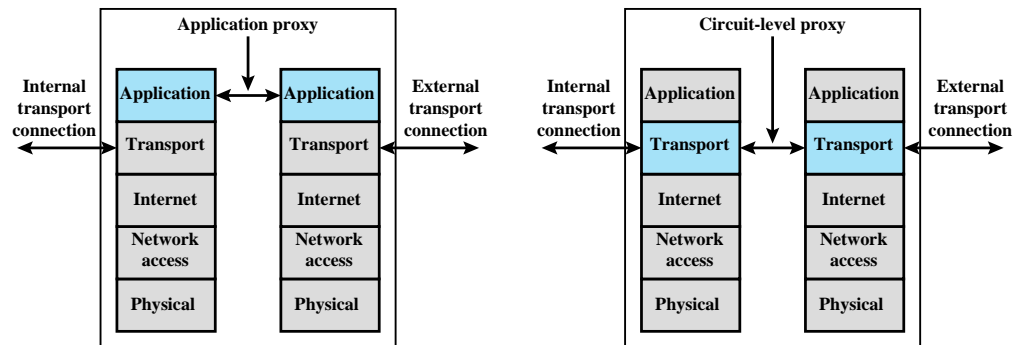 Application proxy
Internal
transport
connection
Application
Application
External
transport
connection
Transport
Transport
Internet
Internet
Network
access
Network
access
Physical
Physical
Circuit-level proxy
Internal
transport
connection
Application
Application
External
transport
connection
Transport
Transport
Internet
Internet
Network
access
Network
access
Physical
Physical